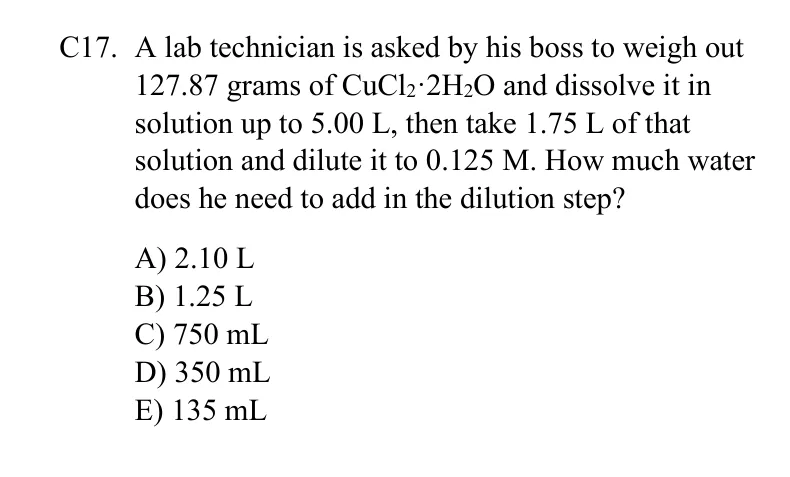 C17. A lab technician is asked by his boss to weigh out
127.87 grams of CuCl₂·2H₂O and dissolve it in
solution up to 5.00 L, then take 1.75 L of that
solution and dilute it to 0.125 M. How much water
does he need to add in the dilution step?
A) 2.10 L
B) 1.25 L
C) 750 mL
D) 350 mL
E) 135 mL